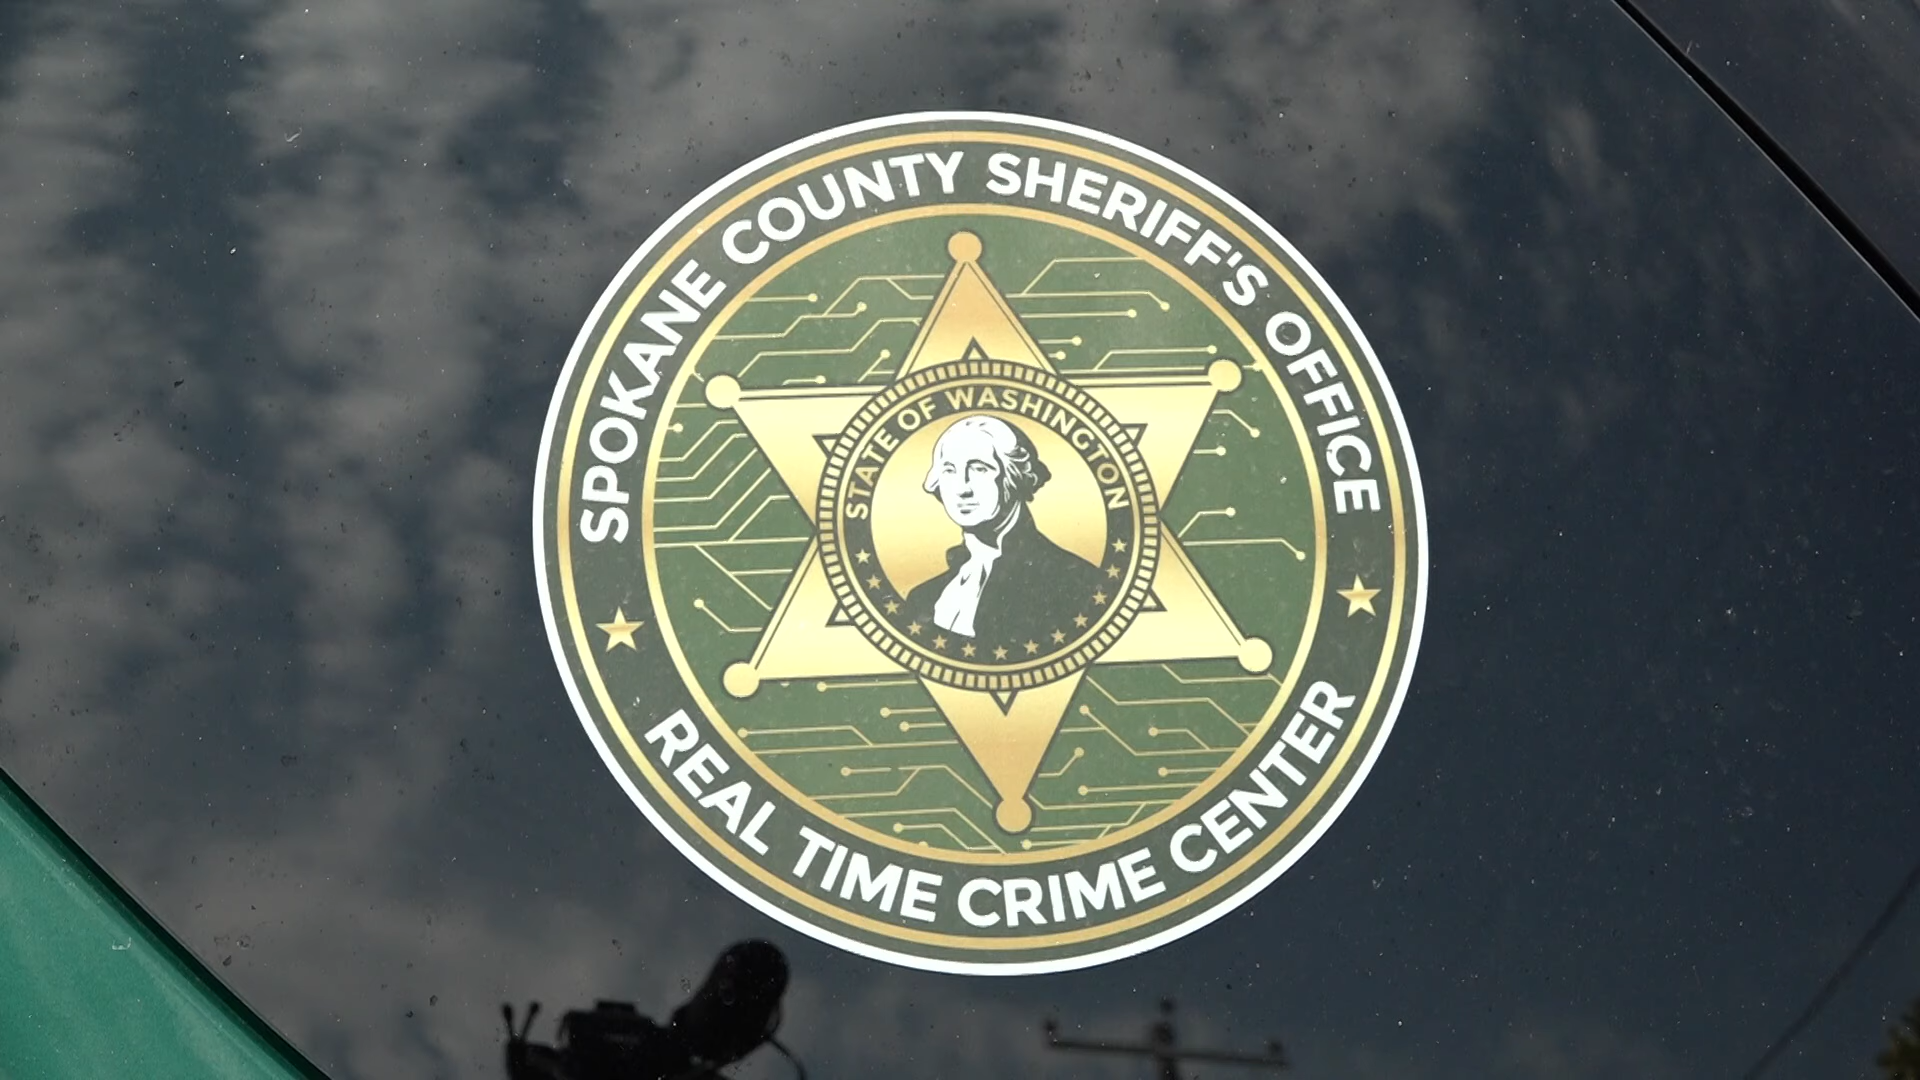 SPOKANE COUNTY SHERIFF'S OFFICE
STATE OF WASHINGTON
REAL TIME CRIME CENTER